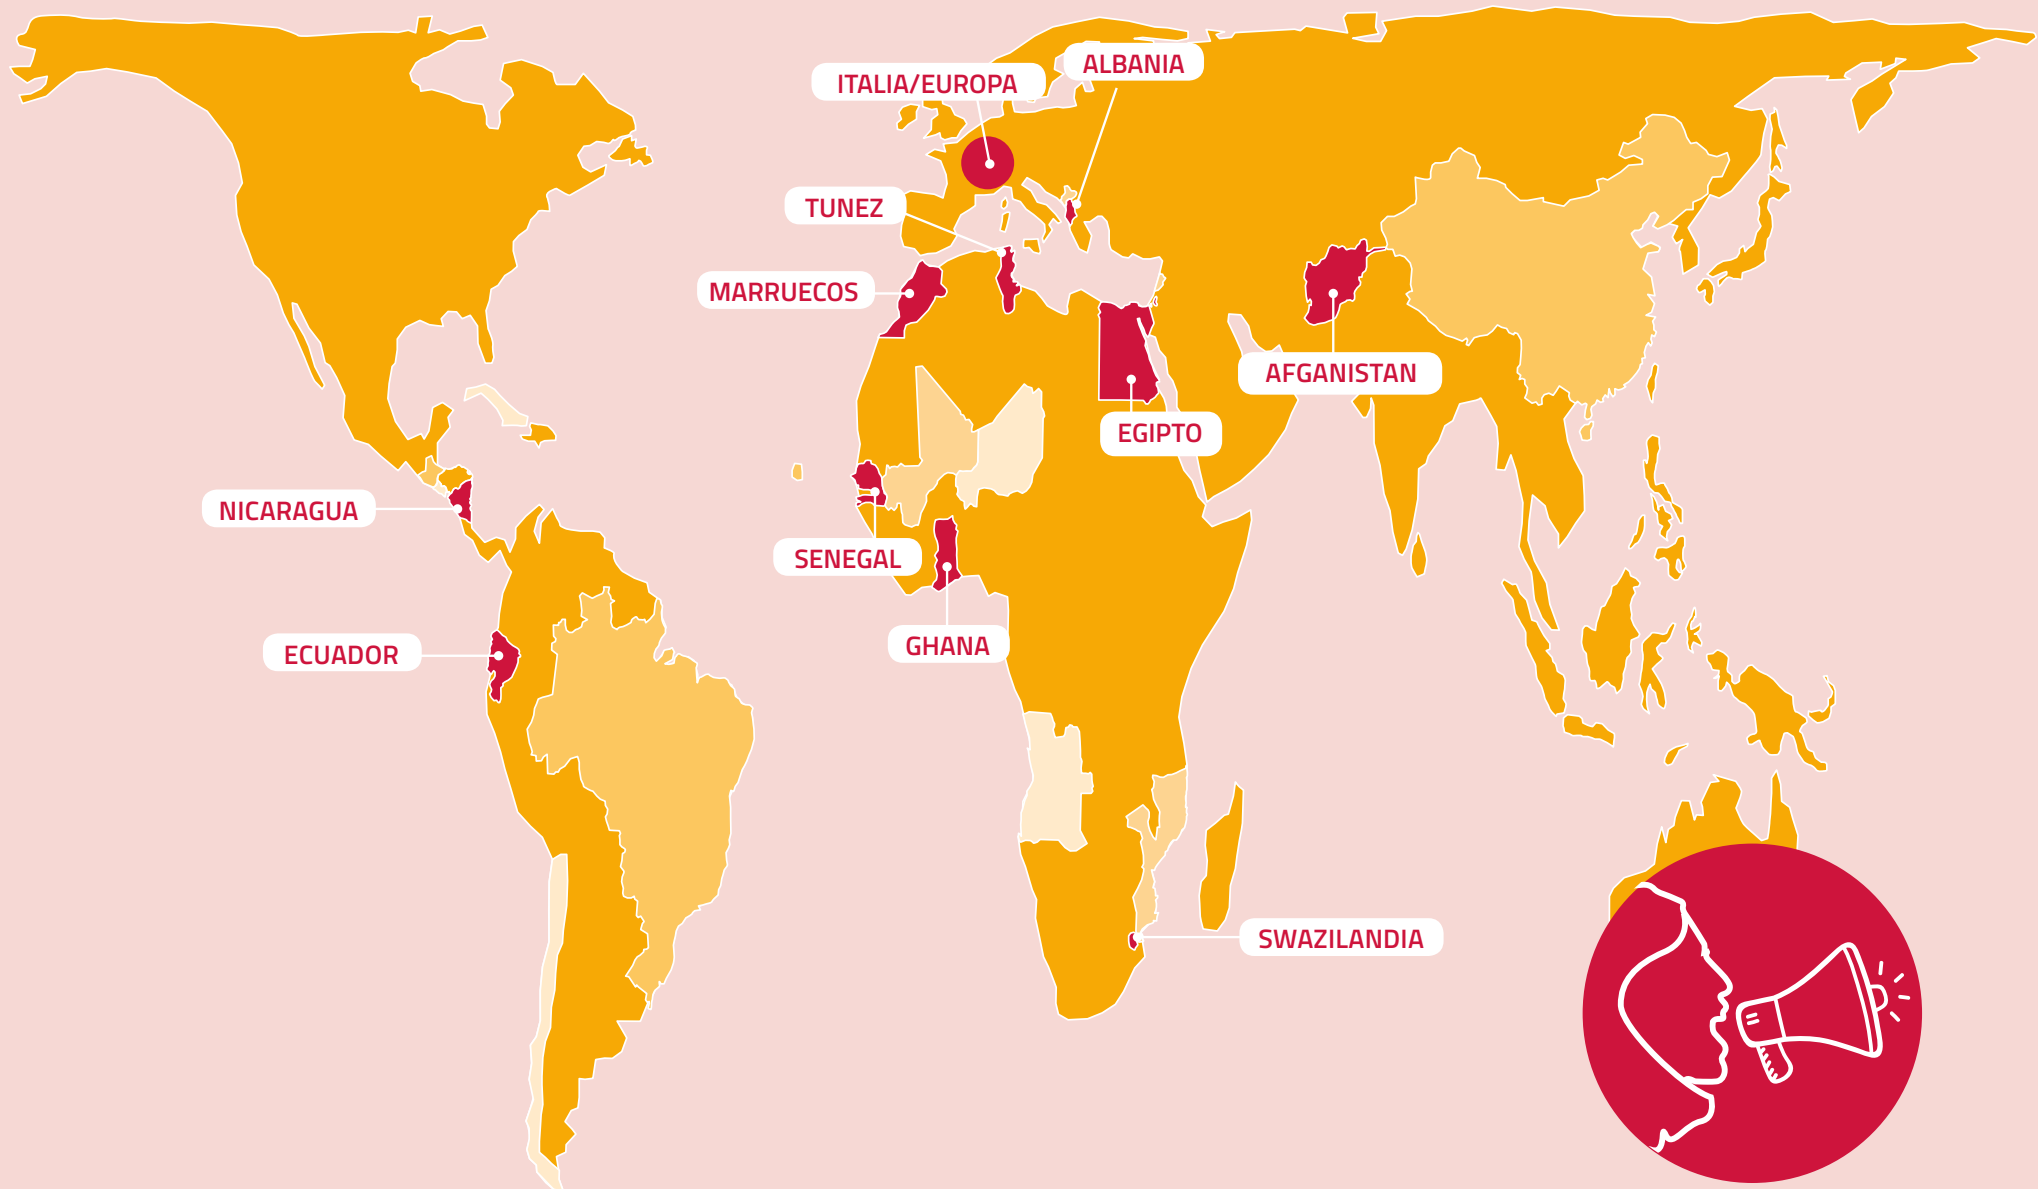 ALBANIA
ITALIA/EUROPA
TUNEZ
MARRUECOS
AFGANISTAN
EGIPTO
NICARAGUA
SENEGAL
GHANA
ECUADOR
SWAZILANDIA